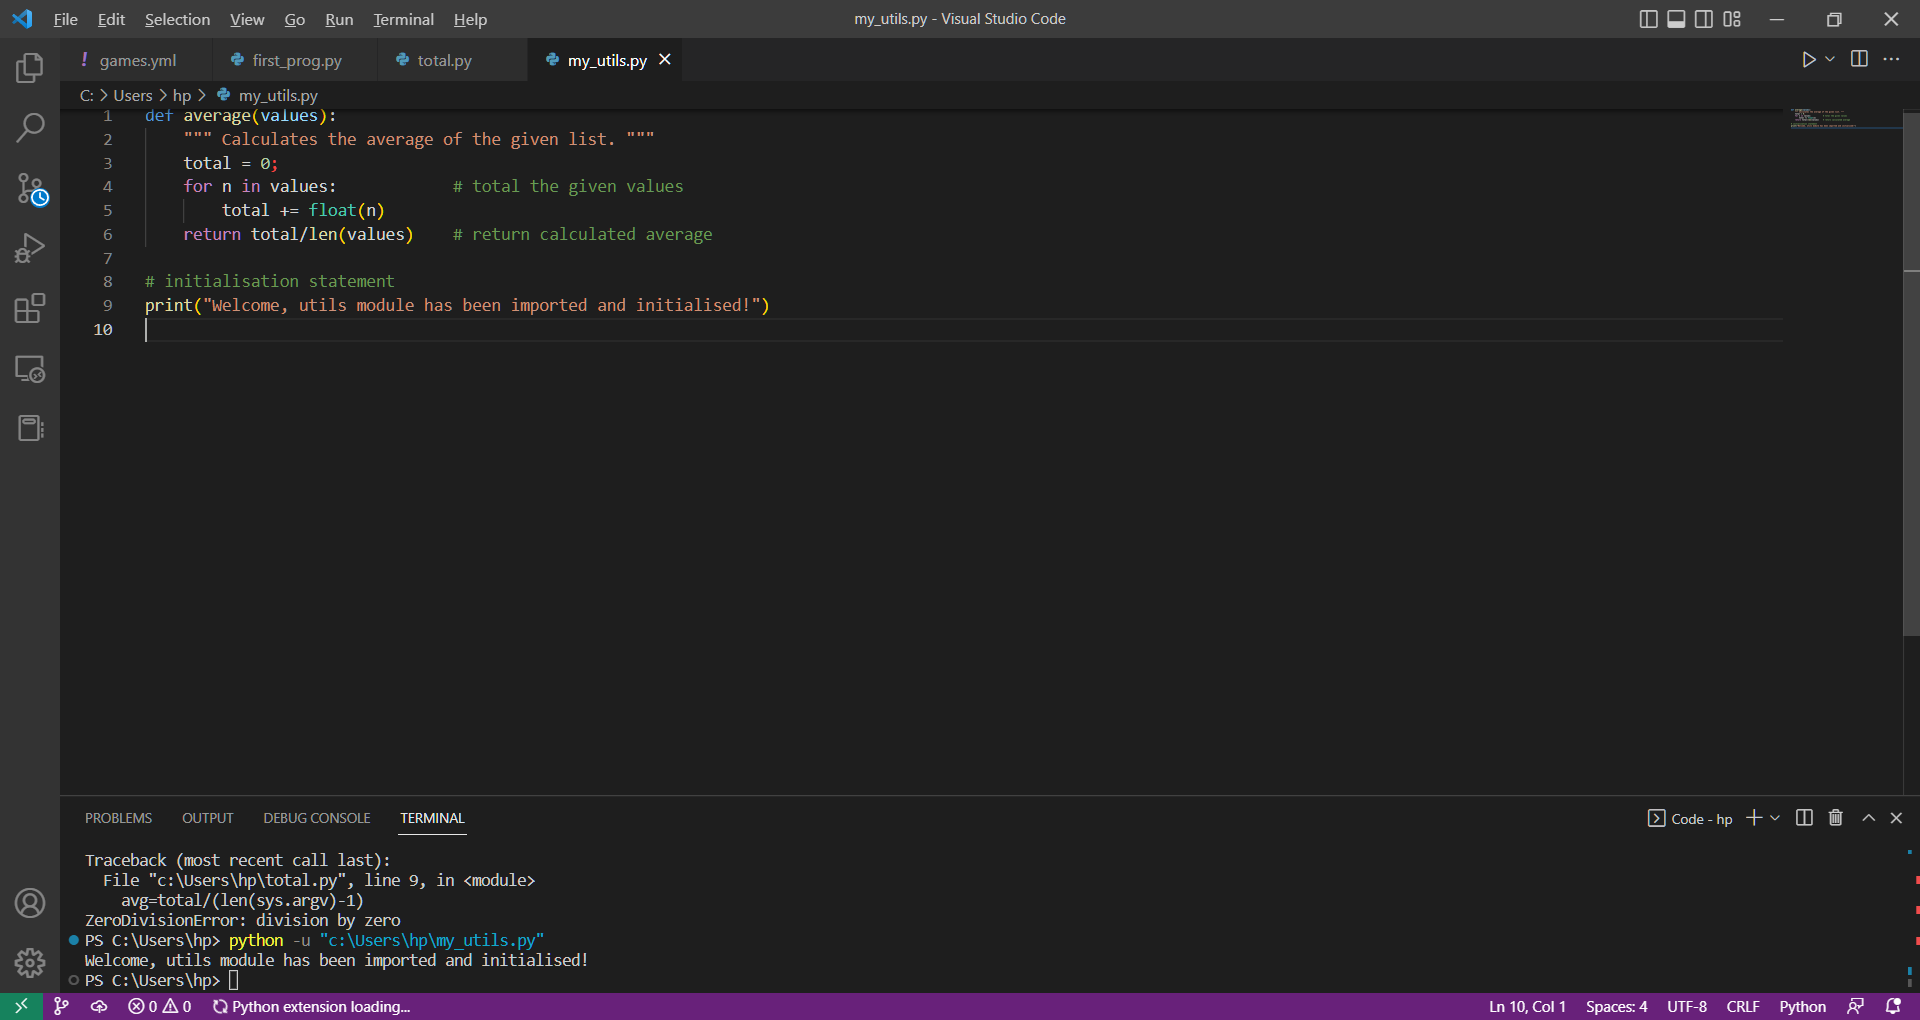 File Edit Selection View Go Run Terminal Help
my_utils.py - Visual Studio Code
! games.yml first_prog.py total.py my_utils.py
C: > Users > hp > my_utils.py
1 def average(values):
2 """ Calculates the average of the given list. """
3 total = 0;
4 for n in values: # total the given values
5 total += float(n)
6 return total/len(values) # return calculated average
7
8 # initialisation statement
9 print("Welcome, utils module has been imported and initialised!")
10
PROBLEMS OUTPUT DEBUG CONSOLE TERMINAL
Code - hp
Traceback (most recent call last):
File "c:\Users\hp\total.py", line 9, in <module>
avg=total/(len(sys.argv)-1)
ZeroDivisionError: division by zero
PS C:\Users\hp> python -u "c:\Users\hp\my_utils.py"
Welcome, utils module has been imported and initialised!
PS C:\Users\hp>
0 0 Python extension loading... Ln 10, Col 1 Spaces: 4 UTF-8 CRLF Python